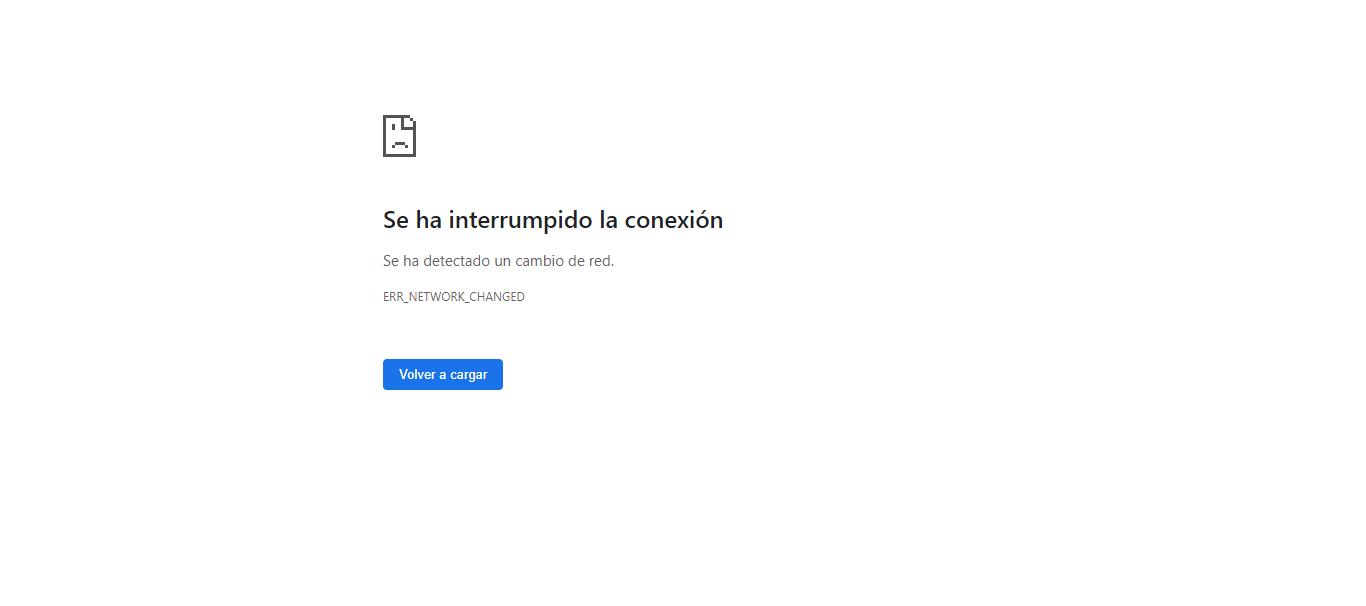 Se ha interrumpido la conexión
Se ha detectado un cambio de red.
ERR_NETWORK_CHANGED
Volver a cargar